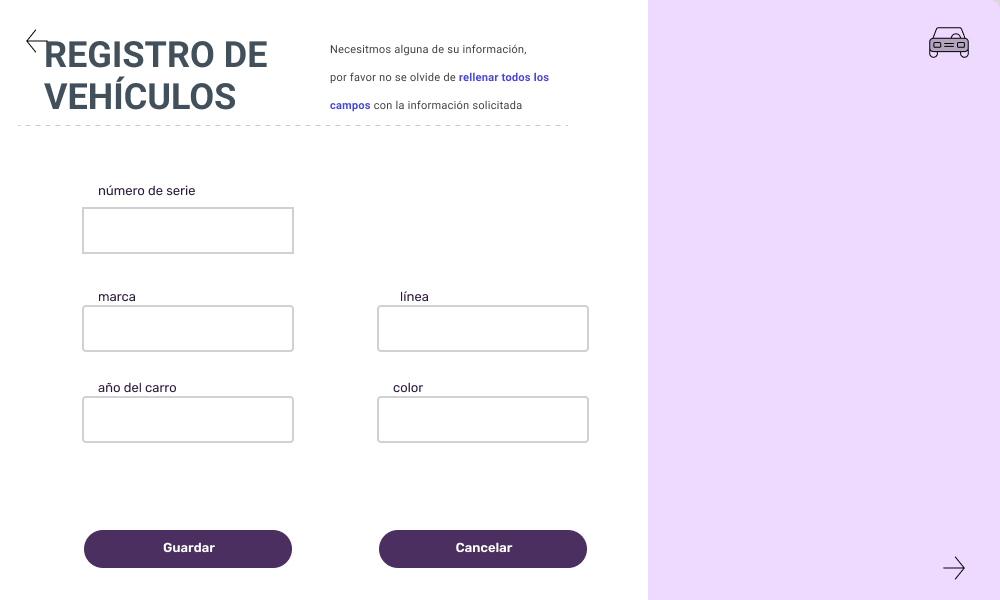 REGISTRO DE
VEHÍCULOS
Necesitmos alguna de su información,
por favor no se olvide de rellenar todos los
campos con la información solicitada
número de serie
marca
línea
año del carro
color
Guardar
Cancelar